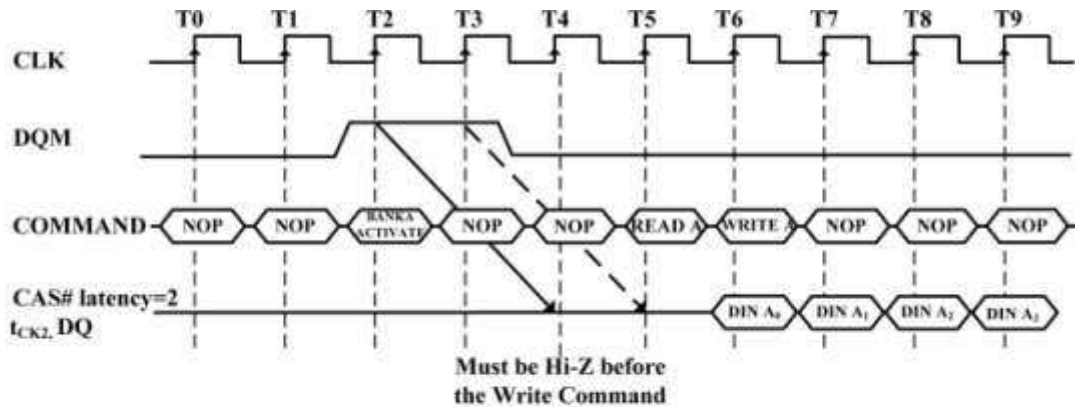 T0 T1 T2 T3 T4 T5 T6 T7 T8 T9
CLK
DQM
COMMAND NOP NOP BANKA ACTIVATE NOP NOP READ A WRITE A NOP NOP NOP
CAS# latency=2
tCK2, DQ DIN A0 DIN A1 DIN A2 DIN A3
Must be Hi-Z before
the Write Command